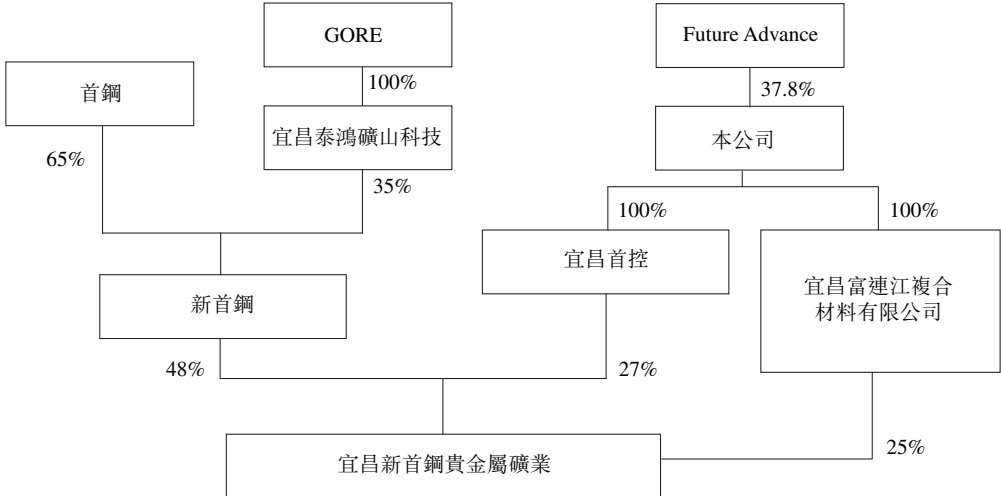 GORE
Future Advance
首鋼
100%
37.8%
宜昌泰鴻礦山科技
本公司
65%
35%
100%
100%
宜昌首控
宜昌富連江複合
材料有限公司
新首鋼
48%
27%
25%
宜昌新首鋼貴金屬礦業